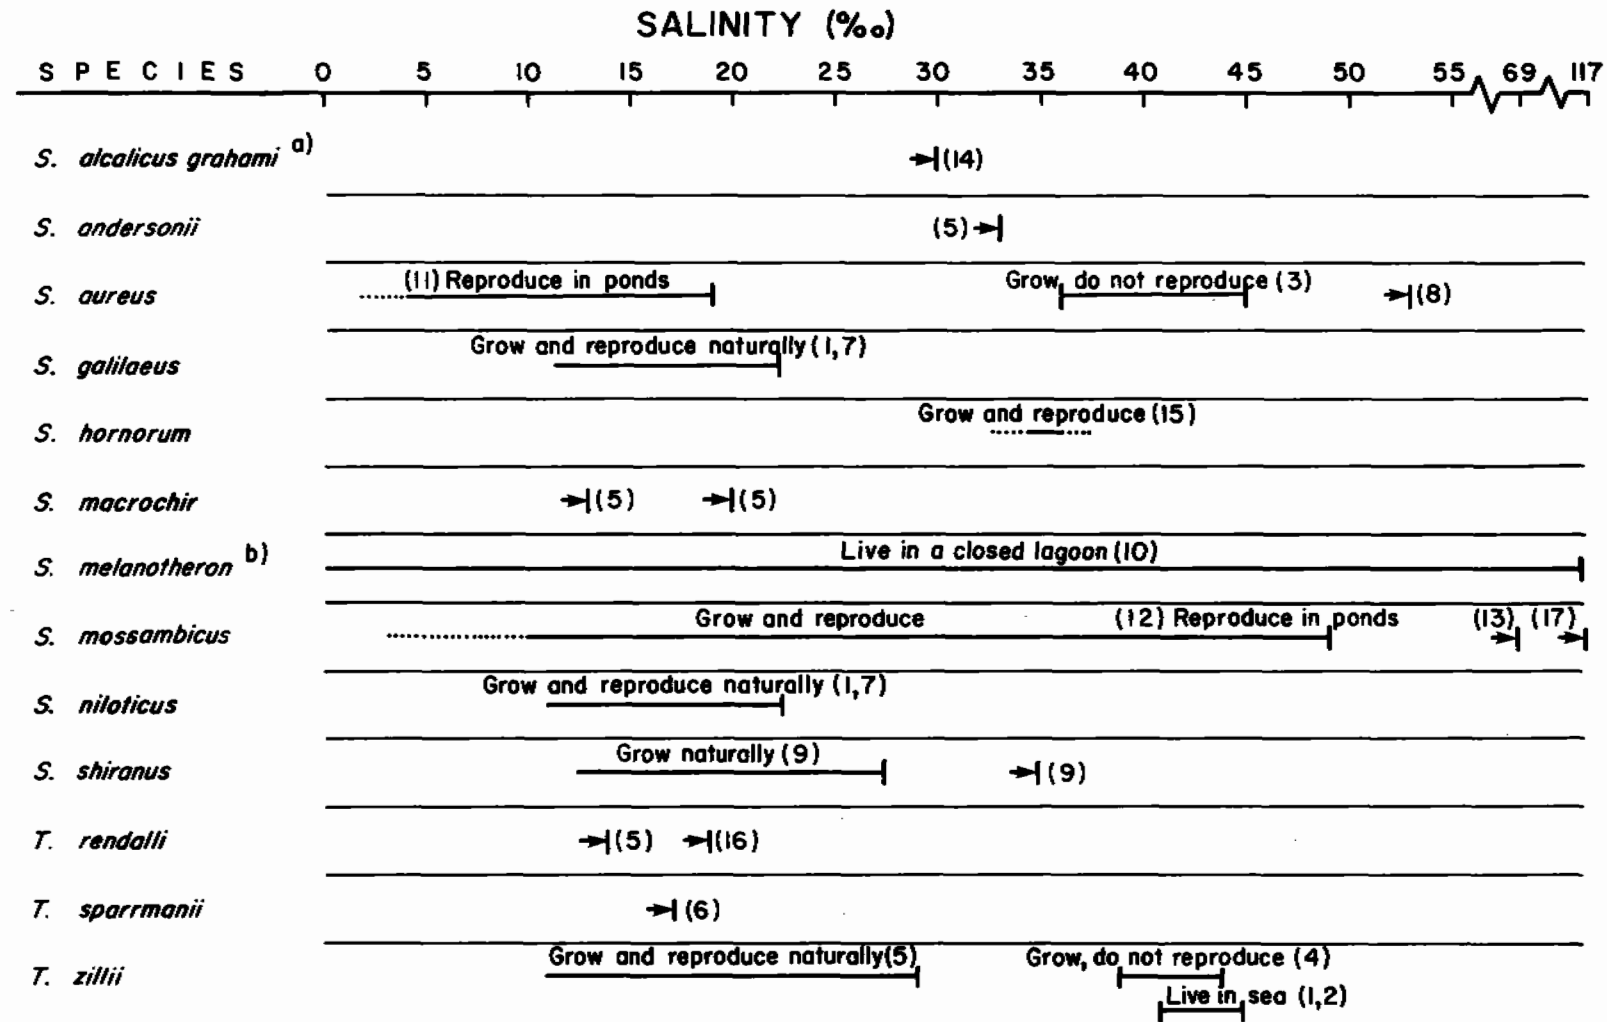 SALINITY (‰)
SPECIES 0 5 10 15 20 25 30 35 40 45 50 55 69 117
S. alcalicus grahami a) (14)
S. andersonii (5)
(11) Reproduce in ponds Grow, do not reproduce (3)
S. aureus (8)
Grow and reproduce naturally (1,7)
S. galilaeus
Grow and reproduce (15)
S. hornorum
S. macrochir (5) (5)
Live in a closed lagoon (10)
S. melanotheron b)
Grow and reproduce (12) Reproduce in ponds (13) (17)
S. mossambicus
Grow and reproduce naturally (1,7)
S. niloticus
Grow naturally (9)
S. shiranus (9)
T. rendalli (5) (16)
T. sparrmanii (6)
Grow and reproduce naturally (5) Grow, do not reproduce (4)
T. zillii
Live in sea (1,2)